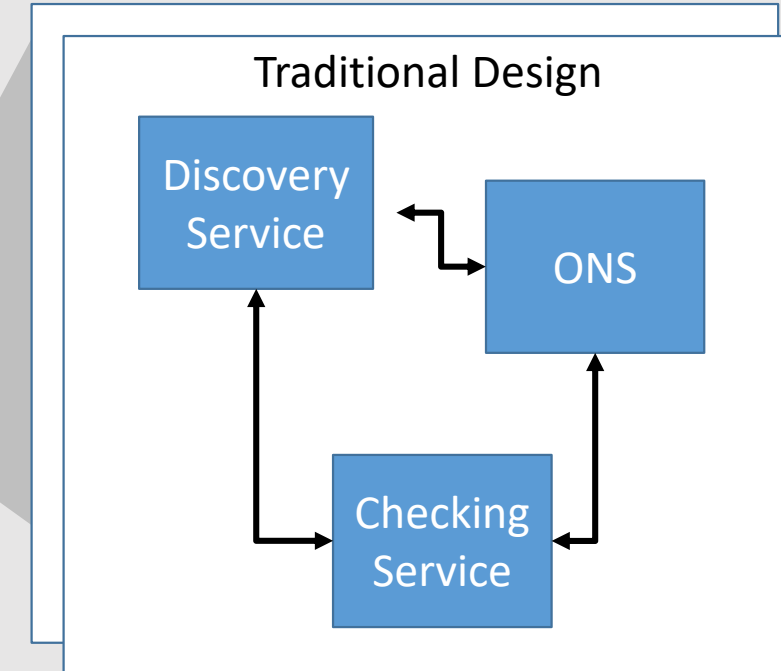 Traditional Design
Discovery
Service
ONS
Checking
Service